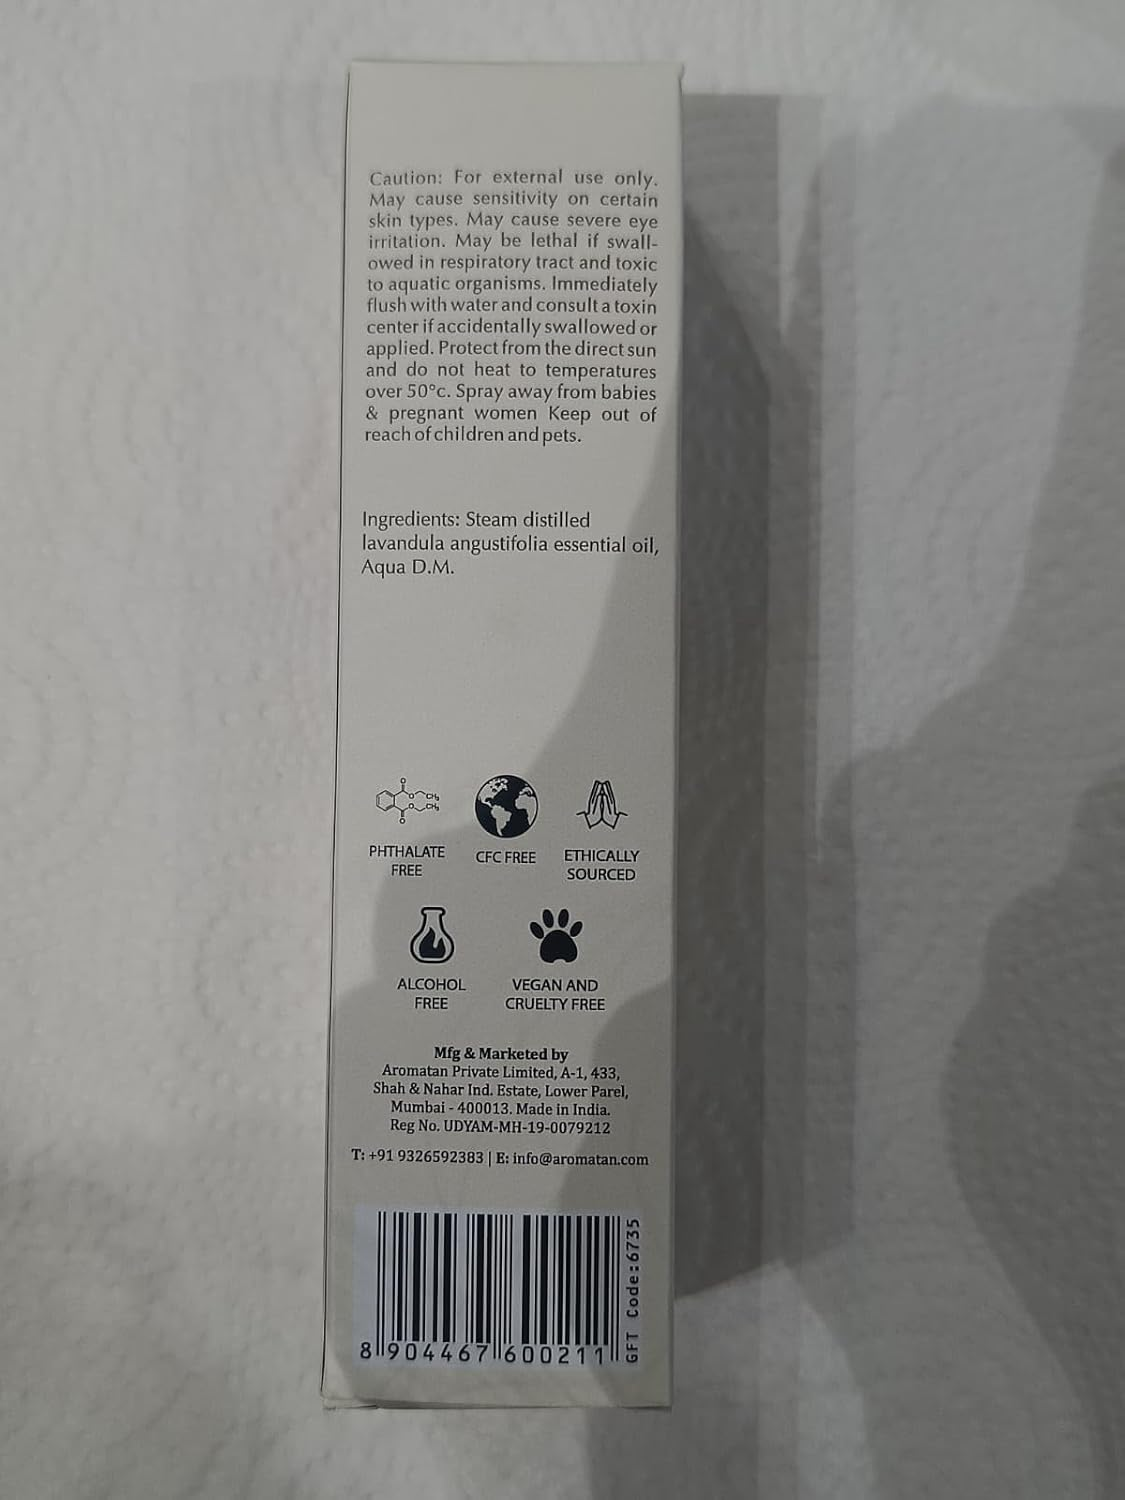 Caution: For external use only.
May cause sensitivity on certain
skin types. May cause severe eye
irritation. May be lethal if swall-
owed in respiratory tract and toxic
to aquatic organisms. Immediately
flush with water and consult a toxin
center if accidentally swallowed or
applied. Protect from the direct sun
and do not heat to temperatures
over 50°c. Spray away from babies
& pregnant women Keep out of
reach of children and pets.
Ingredients: Steam distilled
lavandula angustifolia essential oil,
Aqua D.M.
O
O CH₃
O CH₃
O
PHTHALATE
FREE
CFC FREE
ETHICALLY
SOURCED
ALCOHOL
FREE
VEGAN AND
CRUELTY FREE
Mfg & Marketed by
Aromatan Private Limited, A-1, 433,
Shah & Nahar Ind. Estate, Lower Parel,
Mumbai - 400013. Made in India.
Reg No. UDYAM-MH-19-0079212
T: +91 9326592383 | E: info@aromatan.com
8 904467 600211
GFT Code:6735